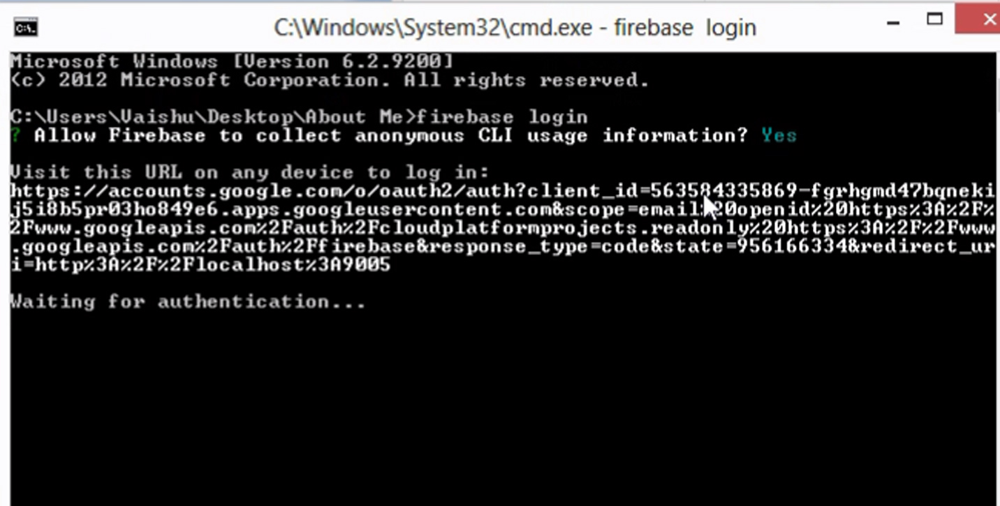 C:\Windows\System32\cmd.exe - firebase  login
Microsoft Windows [Version 6.2.9200]
(c) 2012 Microsoft Corporation. All rights reserved.
C:\Users\Vaishu\Desktop\About Me>firebase login
? Allow Firebase to collect anonymous CLI usage information? Yes
Visit this URL on any device to log in:
https://accounts.google.com/o/oauth2/auth?client_id=563584335869-fgrhgmd47bqneki
j5i8b5pr03ho849e6.apps.googleusercontent.com&scope=email%20openid%20https%3A%2F%
2Fwww.googleapis.com%2Fauth%2Fcloudplatformprojects.readonly%20https%3A%2F%2Fwww
.googleapis.com%2Fauth%2Ffirebase&response_type=code&state=956166334&redirect_ur
i=http%3A%2F%2Flocalhost%3A9005
Waiting for authentication...